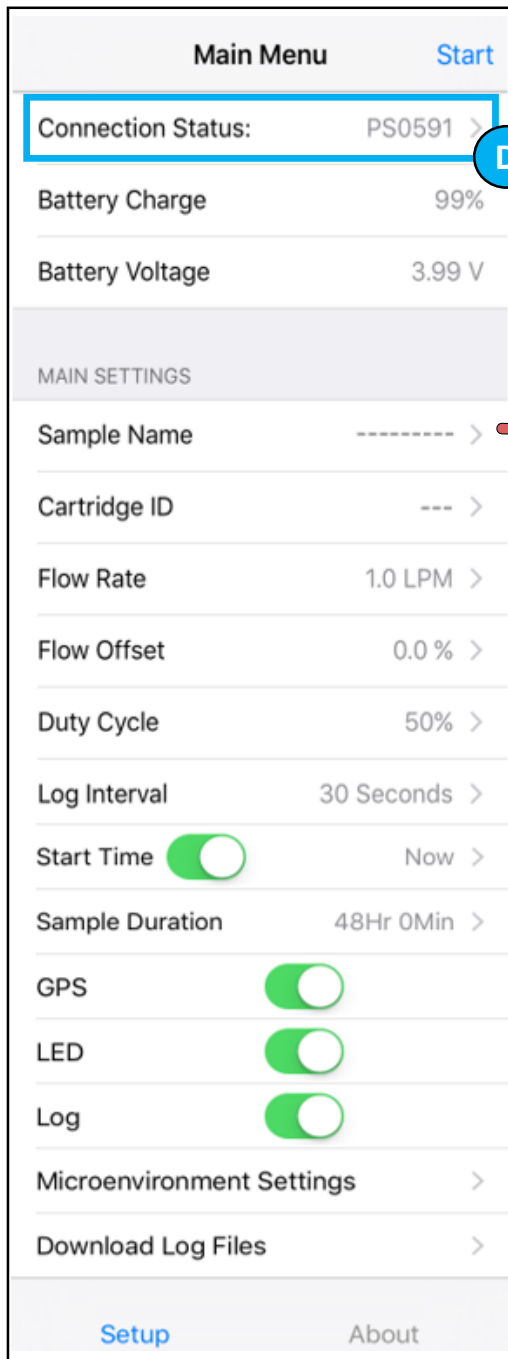 Main Menu Start
Connection Status: PS0591 >
D
Battery Charge 99%
Battery Voltage 3.99 V
MAIN SETTINGS
Sample Name --------- >
Cartridge ID --- >
Flow Rate 1.0 LPM >
Flow Offset 0.0 % >
Duty Cycle 50% >
Log Interval 30 Seconds >
Start Time Now >
Sample Duration 48Hr 0Min >
GPS
LED
Log
Microenvironment Settings >
Download Log Files >
Setup About